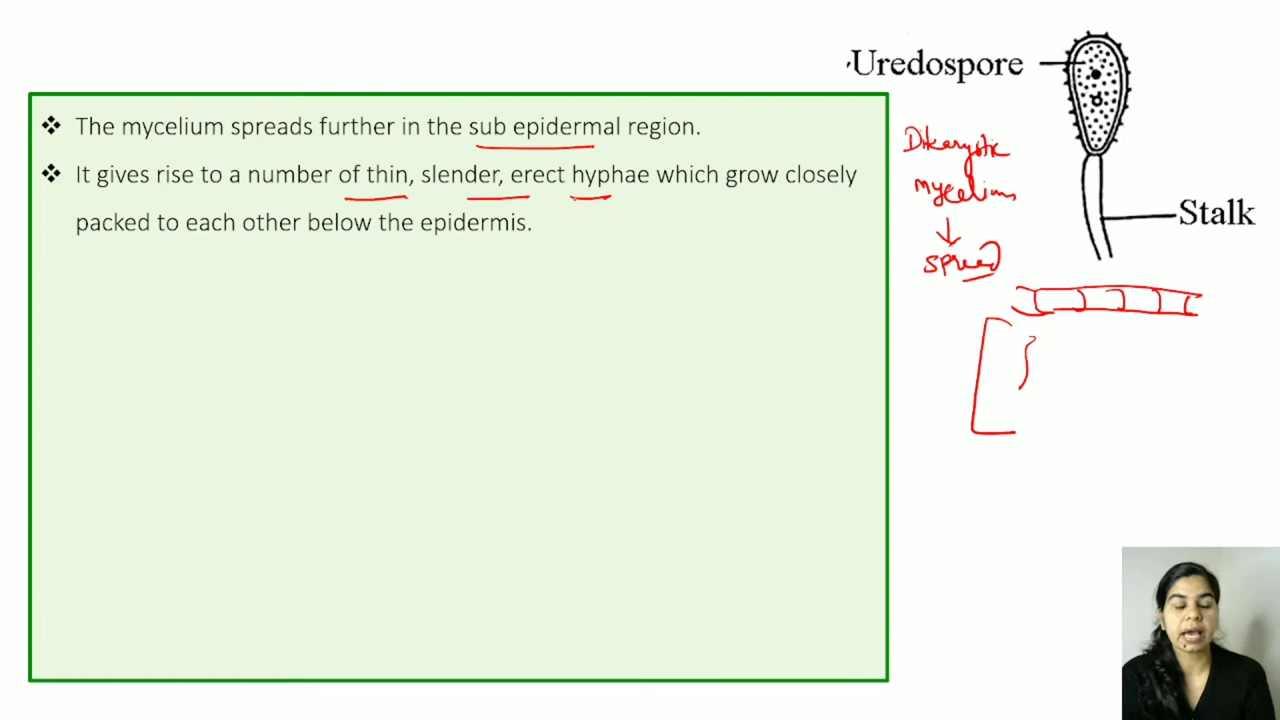 Uredospore
❖ The mycelium spreads further in the sub epidermal region.
❖ It gives rise to a number of thin, slender, erect hyphae which grow closely
packed to each other below the epidermis.
Dikaryotic
mycelium
spread
Stalk